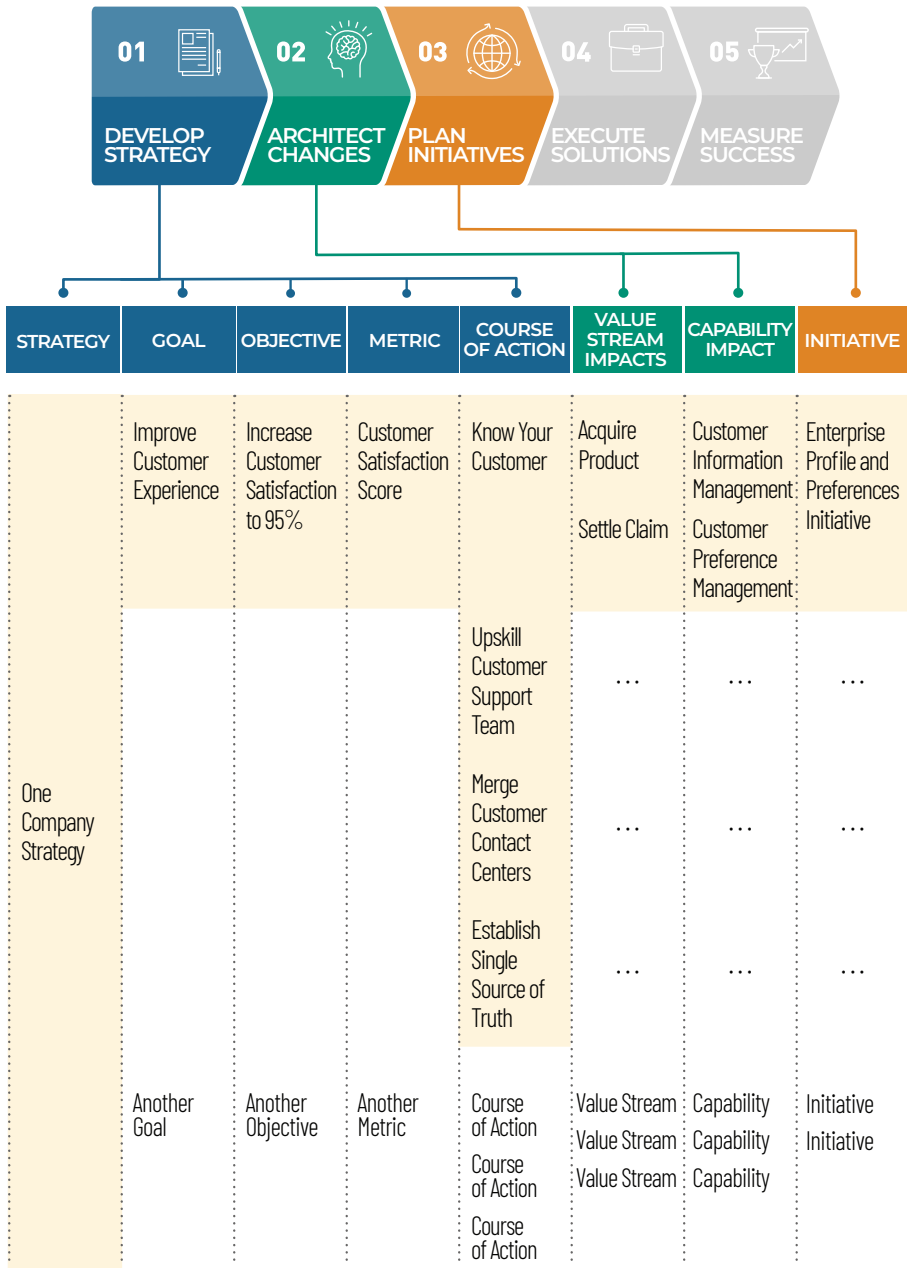 01
DEVELOP
STRATEGY
02
ARCHITECT
CHANGES
03
PLAN
INITIATIVES
04
EXECUTE
SOLUTIONS
05
MEASURE
SUCCESS
STRATEGY
GOAL
OBJECTIVE
METRIC
COURSE
OF ACTION
VALUE
STREAM
IMPACTS
CAPABILITY
IMPACT
INITIATIVE
One
Company
Strategy
Improve
Customer
Experience
Increase
Customer
Satisfaction
to 95%
Customer
Satisfaction
Score
Know Your
Customer
Acquire
Product
Settle Claim
Customer
Information
Management
Customer
Preference
Management
Enterprise
Profile and
Preferences
Initiative
Upskill
Customer
Support
Team
...
...
...
Merge
Customer
Contact
Centers
...
...
...
Establish
Single
Source of
Truth
...
...
...
Another
Goal
Another
Objective
Another
Metric
Course
of Action
Course
of Action
Course
of Action
Value Stream
Value Stream
Value Stream
Capability
Capability
Capability
Initiative
Initiative